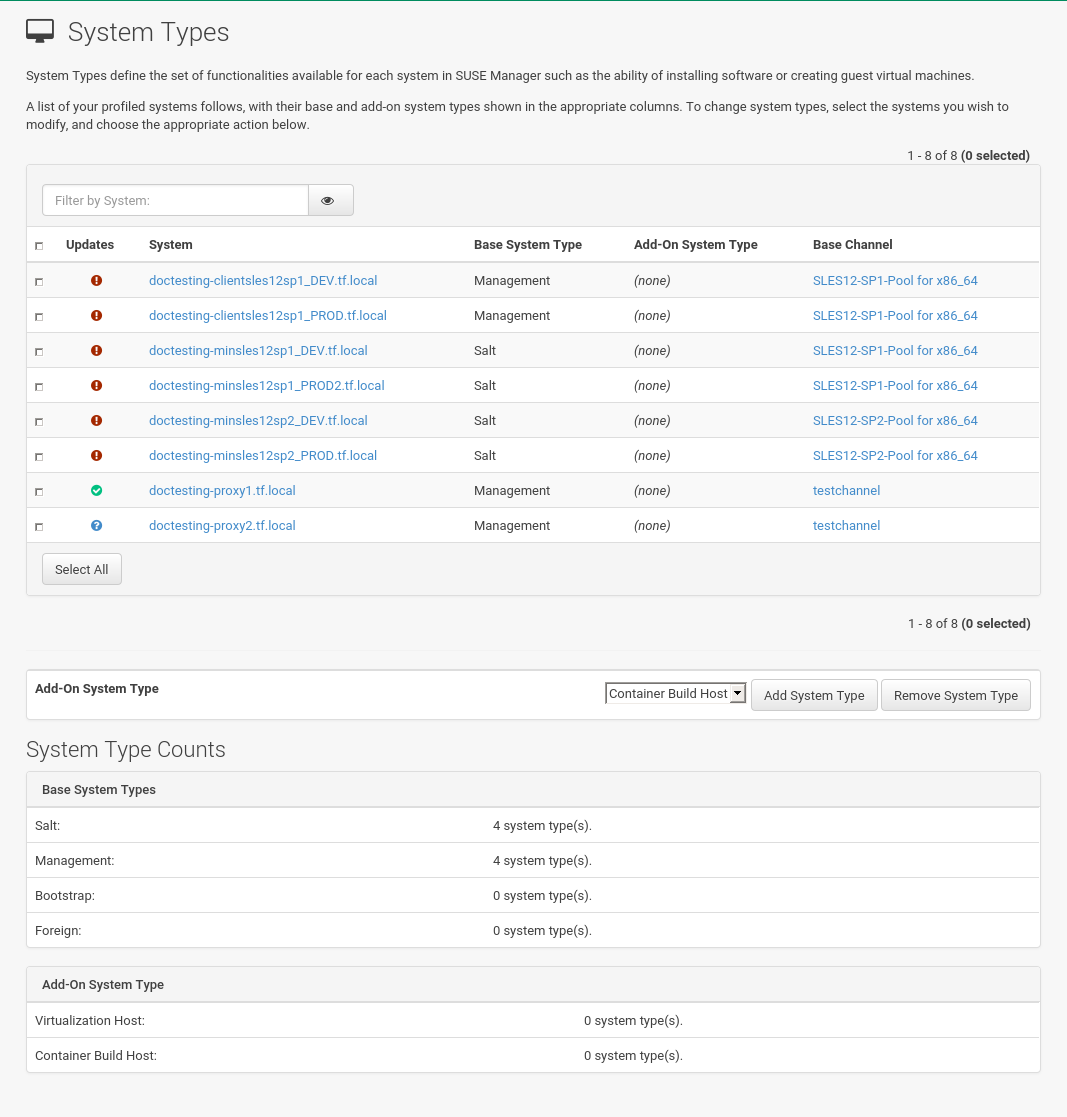 System Types
System Types define the set of functionalities available for each system in SUSE Manager such as the ability of installing software or creating guest virtual machines.
A list of your profiled systems follows, with their base and add-on system types shown in the appropriate columns. To change system types, select the systems you wish to
modify, and choose the appropriate action below.
1 - 8 of 8 (0 selected)
Filter by System:
Updates System Base System Type Add-On System Type Base Channel
doctesting-clientsles12sp1_DEV.tf.local Management (none) SLES12-SP1-Pool for x86_64
doctesting-clientsles12sp1_PROD.tf.local Management (none) SLES12-SP1-Pool for x86_64
doctesting-minsles12sp1_DEV.tf.local Salt (none) SLES12-SP1-Pool for x86_64
doctesting-minsles12sp1_PROD2.tf.local Salt (none) SLES12-SP1-Pool for x86_64
doctesting-minsles12sp2_DEV.tf.local Salt (none) SLES12-SP2-Pool for x86_64
doctesting-minsles12sp2_PROD.tf.local Salt (none) SLES12-SP2-Pool for x86_64
doctesting-proxy1.tf.local Management (none) testchannel
doctesting-proxy2.tf.local Management (none) testchannel
Select All
1 - 8 of 8 (0 selected)
Add-On System Type Container Build Host Add System Type Remove System Type
System Type Counts
Base System Types
Salt: 4 system type(s).
Management: 4 system type(s).
Bootstrap: 0 system type(s).
Foreign: 0 system type(s).
Add-On System Type
Virtualization Host: 0 system type(s).
Container Build Host: 0 system type(s).